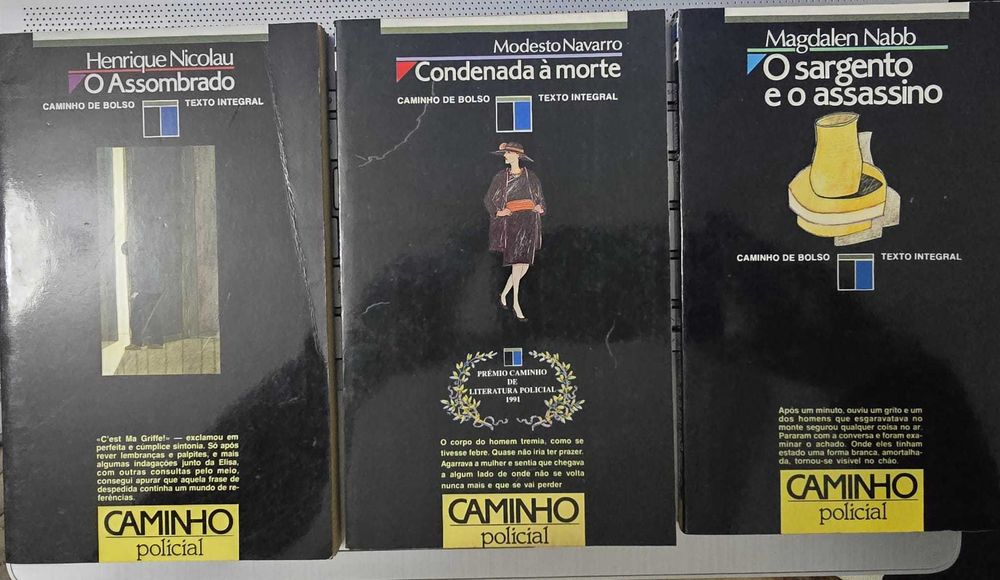 Henrique Nicolau
O Assombrado
CAMINHO DE BOLSO TEXTO INTEGRAL
«C'est Ma Griffe!» — exclamou em
perfeita e cúmplice sintonia. Só após
rever lembranças e palpites, e mais
algumas indagações junto da Elisa,
com outras consultas pelo meio,
consegui apurar que aquela frase de
despedida continha um mundo de re-
ferências.
CAMINHO
policial
Modesto Navarro
Condenada à morte
CAMINHO DE BOLSO TEXTO INTEGRAL
PRÉMIO CAMINHO
DE
LITERATURA POLICIAL
1991
O corpo do homem tremia, como se
tivesse febre. Quase não iria ter prazer.
Agarrava a mulher e sentia que chegava
a algum lado de onde não se volta
nunca mais e que se vai perder
CAMINHO
policial
Magdalen Nabb
O sargento
e o assassino
CAMINHO DE BOLSO TEXTO INTEGRAL
Após um minuto, ouviu um grito e um
dos homens que esgaravatava no
monte segurou qualquer coisa no ar.
Pararam com a conversa e foram exa-
minar o achado. Onde eles tinham
estado uma forma branca, amortalha-
da, tornou-se visível no chão.
CAMINHO
policial